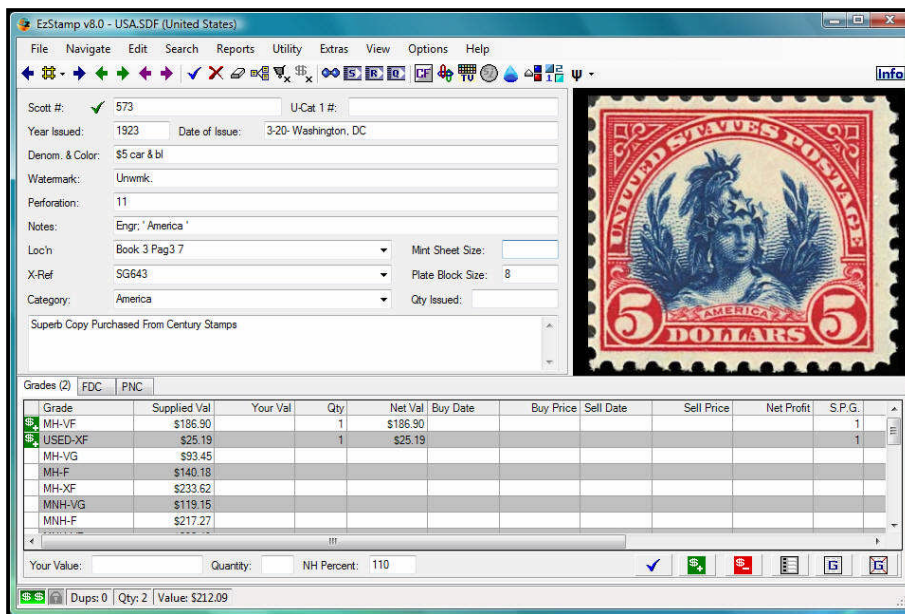 EzStamp v8.0 - USA.SDF (United States)
File Navigate Edit Search Reports Utility Extras View Options Help
S R Q CF TU Info
Scott #: 573 U-Cat 1 #:
Year Issued: 1923 Date of Issue: 3-20- Washington, DC
Denom. & Color: $5 car & bl
Watermark: Unwmk.
Perforation: 11
Notes: Engr; ' America '
Loc'n Book 3 Pag3 7 Mint Sheet Size:
X-Ref SG643 Plate Block Size: 8
Category: America Qty Issued:
Superb Copy Purchased From Century Stamps
UNITED STATES POSTAGE
AMERICA
5 DOLLARS 5
Grades (2) FDC PNC
Grade Supplied Val Your Val Qty Net Val Buy Date Buy Price Sell Date Sell Price Net Profit S.P.G.
MH-VF $186.90 1 $186.90 1
USED-XF $25.19 1 $25.19 1
MH-VG $93.45
MH-F $140.18
MH-XF $233.62
MNH-VG $119.15
MNH-F $217.27
Your Value: Quantity: NH Percent: 110
G G
$ $ Dups: 0 Qty: 2 Value: $212.09